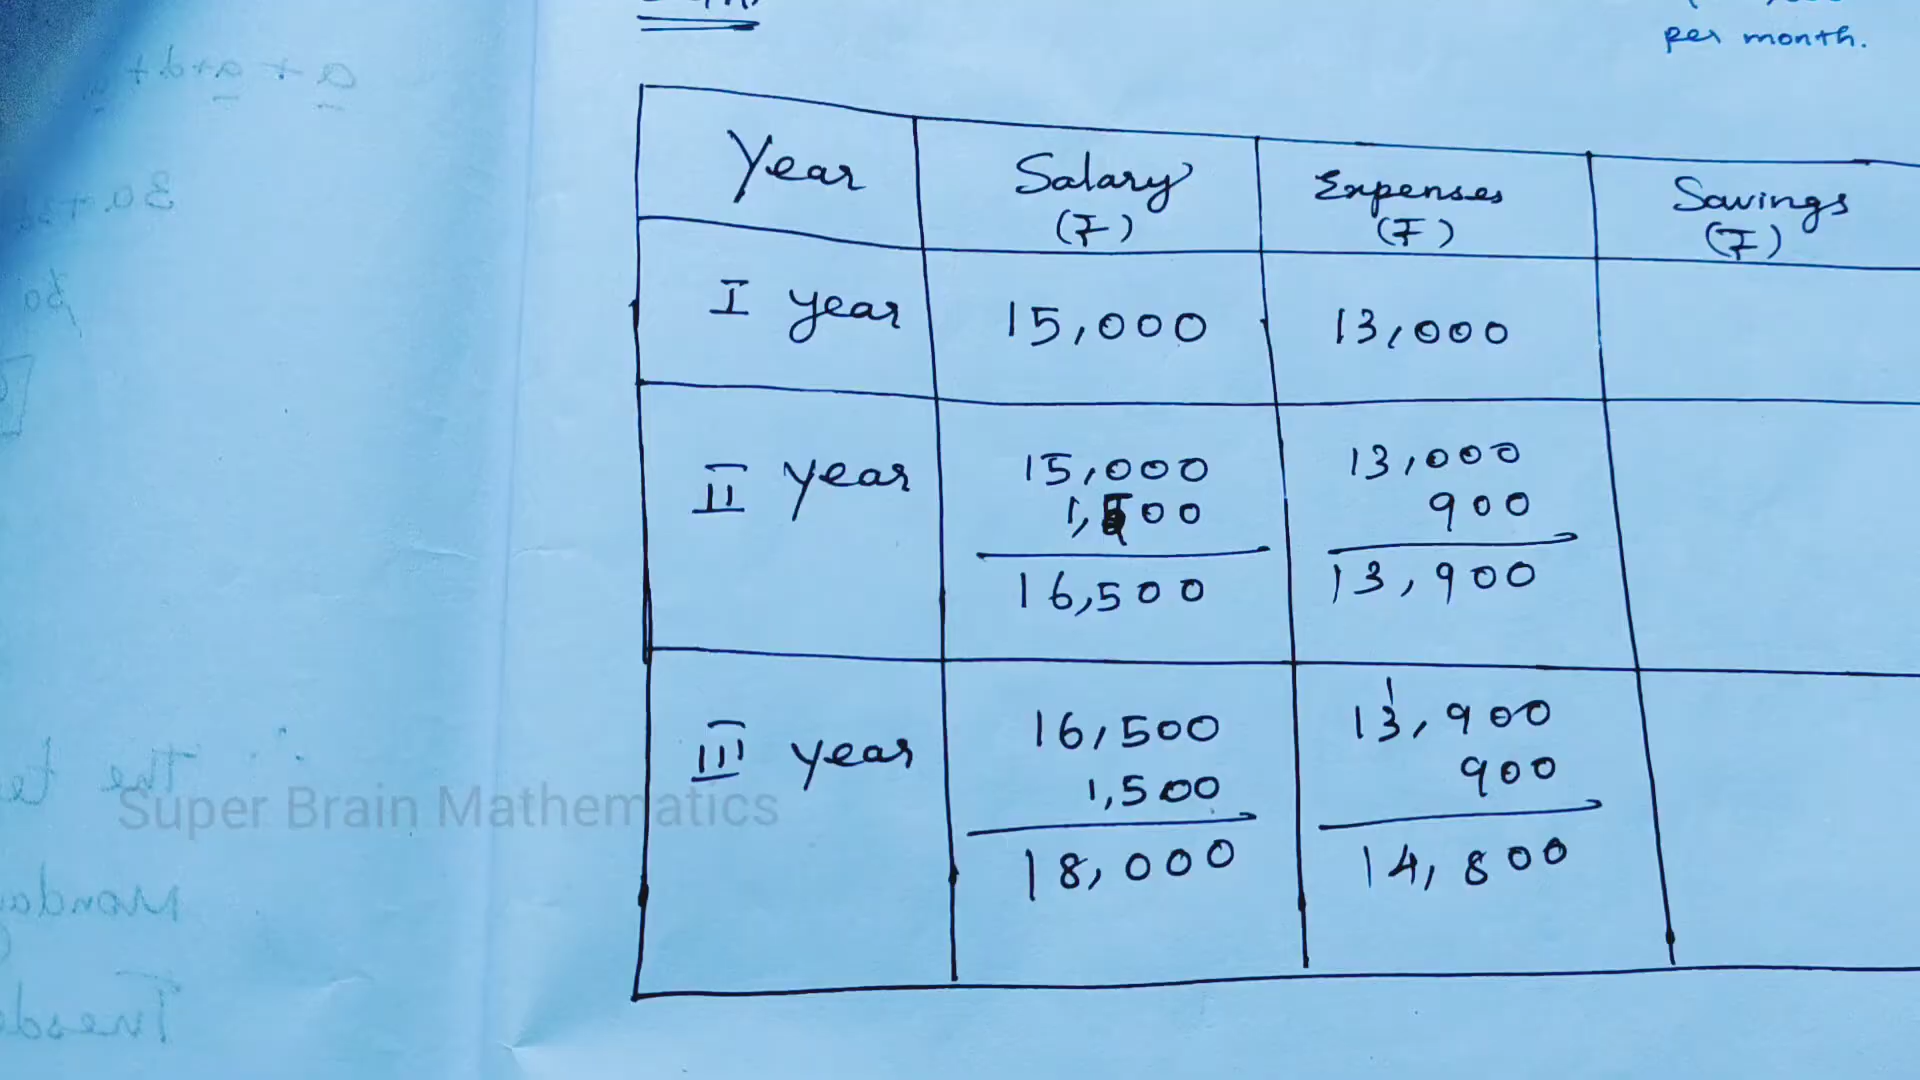 per month.
Year Salary Expenses Savings
(₹) (₹) (₹)
I year 15,000 13,000
II year 15,000 13,000
1,500 900
16,500 13,900
III year 16,500 13,900
1,500 900
18,000 14,800
1
Super Brain Mathematics